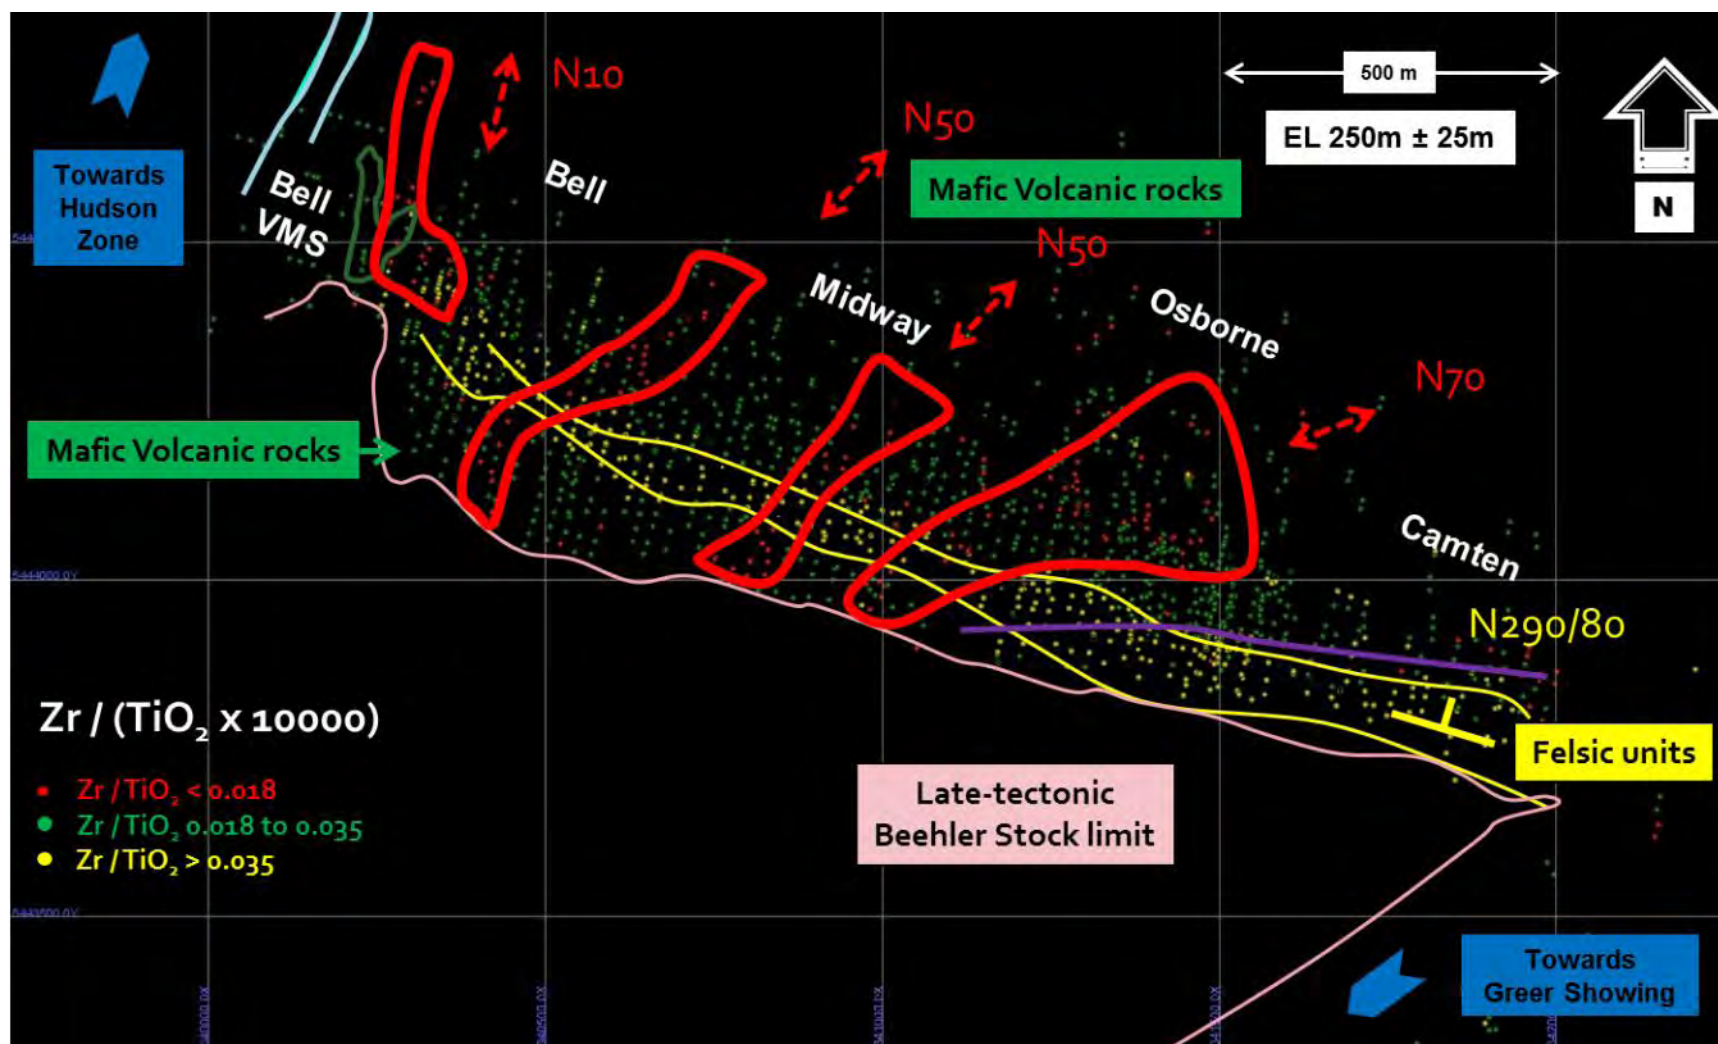 N10
N50
500 m
EL 250m ± 25m
N
Towards
Hudson
Zone
Bell
VMS
Bell
Mafic Volcanic rocks
N50
Midway
Osborne
N70
Mafic Volcanic rocks
Camten
N290/80
5444000.0Y
Zr / (TiO₂ x 10000)
Zr / TiO₂ < 0.018
Zr / TiO₂ 0.018 to 0.035
Zr / TiO₂ > 0.035
Felsic units
Late-tectonic
Beehler Stock limit
Towards
Greer Showing